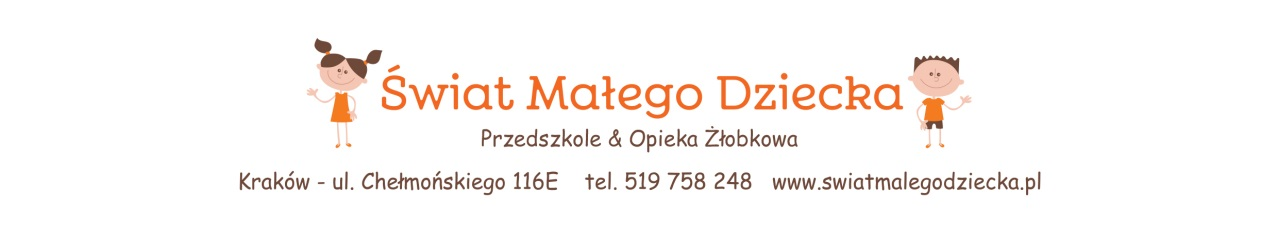 Świat Małego Dziecka
Przedszkole & Opieka Żłobkowa
Kraków - ul. Chełmońskiego 116E tel. 519 758 248 www.swiatmalegodziecka.pl